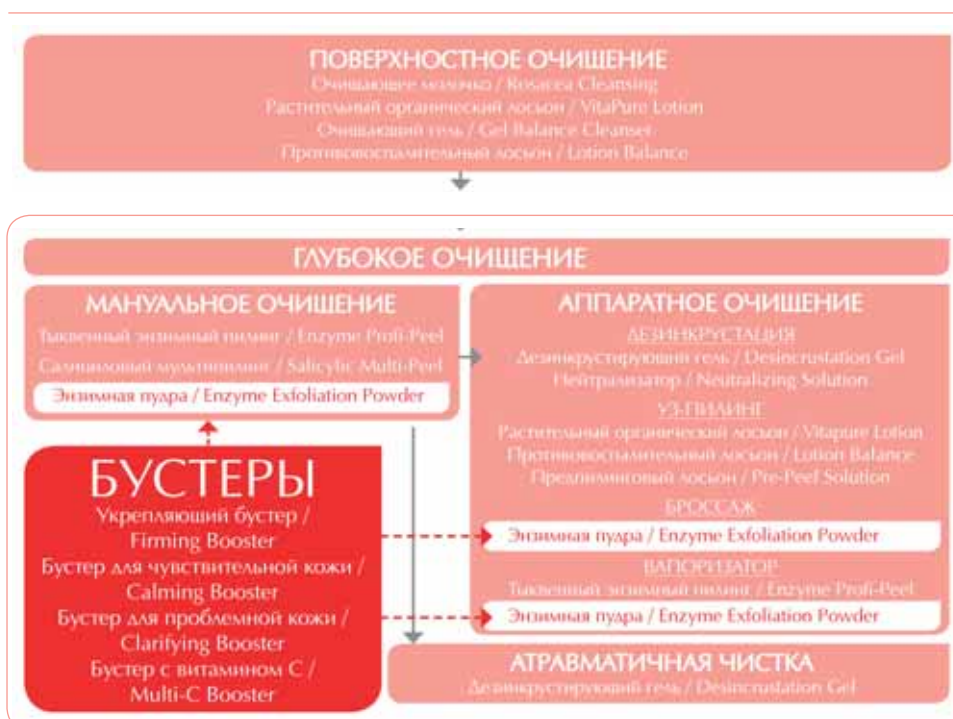 ПОВЕРХНОСТНОЕ ОЧИЩЕНИЕ
Очищающее молочко / Rosacea Cleansing
Растительный органический лосьон / VitaPure Lotion
Очищающий гель / Gel Balance Cleanser
Противовоспалительный лосьон / Lotion Balance
ГЛУБОКОЕ ОЧИЩЕНИЕ
МАНУАЛЬНОЕ ОЧИЩЕНИЕ
Тыквенный энзимный пилинг / Enzyme Profi-Peel
Салициловый мультипилинг / Salicylic Multi-Peel
Энзимная пудра / Enzyme Exfoliation Powder
БУСТЕРЫ
Укрепляющий бустер /
Firming Booster
Бустер для чувствительной кожи /
Calming Booster
Бустер для проблемной кожи /
Clarifying Booster
Бустер с витамином С /
Multi-C Booster
АППАРАТНОЕ ОЧИЩЕНИЕ
ДЕЗИНКРУСТАЦИЯ
Дезинкрустирующий гель / Desincrustation Gel
Нейтрализатор / Neutralizing Solution
УЗ-ПИЛИНГ
Растительный органический лосьон / Vitapure Lotion
Противовоспалительный лосьон / Lotion Balance
Предпилинговый лосьон / Pre-Peel Solution
БРОССАЖ
Энзимная пудра / Enzyme Exfoliation Powder
ВАПОРИЗАТОР
Тыквенный энзимный пилинг / Enzyme Profi-Peel
Энзимная пудра / Enzyme Exfoliation Powder
АТРАВМАТИЧНАЯ ЧИСТКА
Дезинкрустирующий гель / Desincrustation Gel